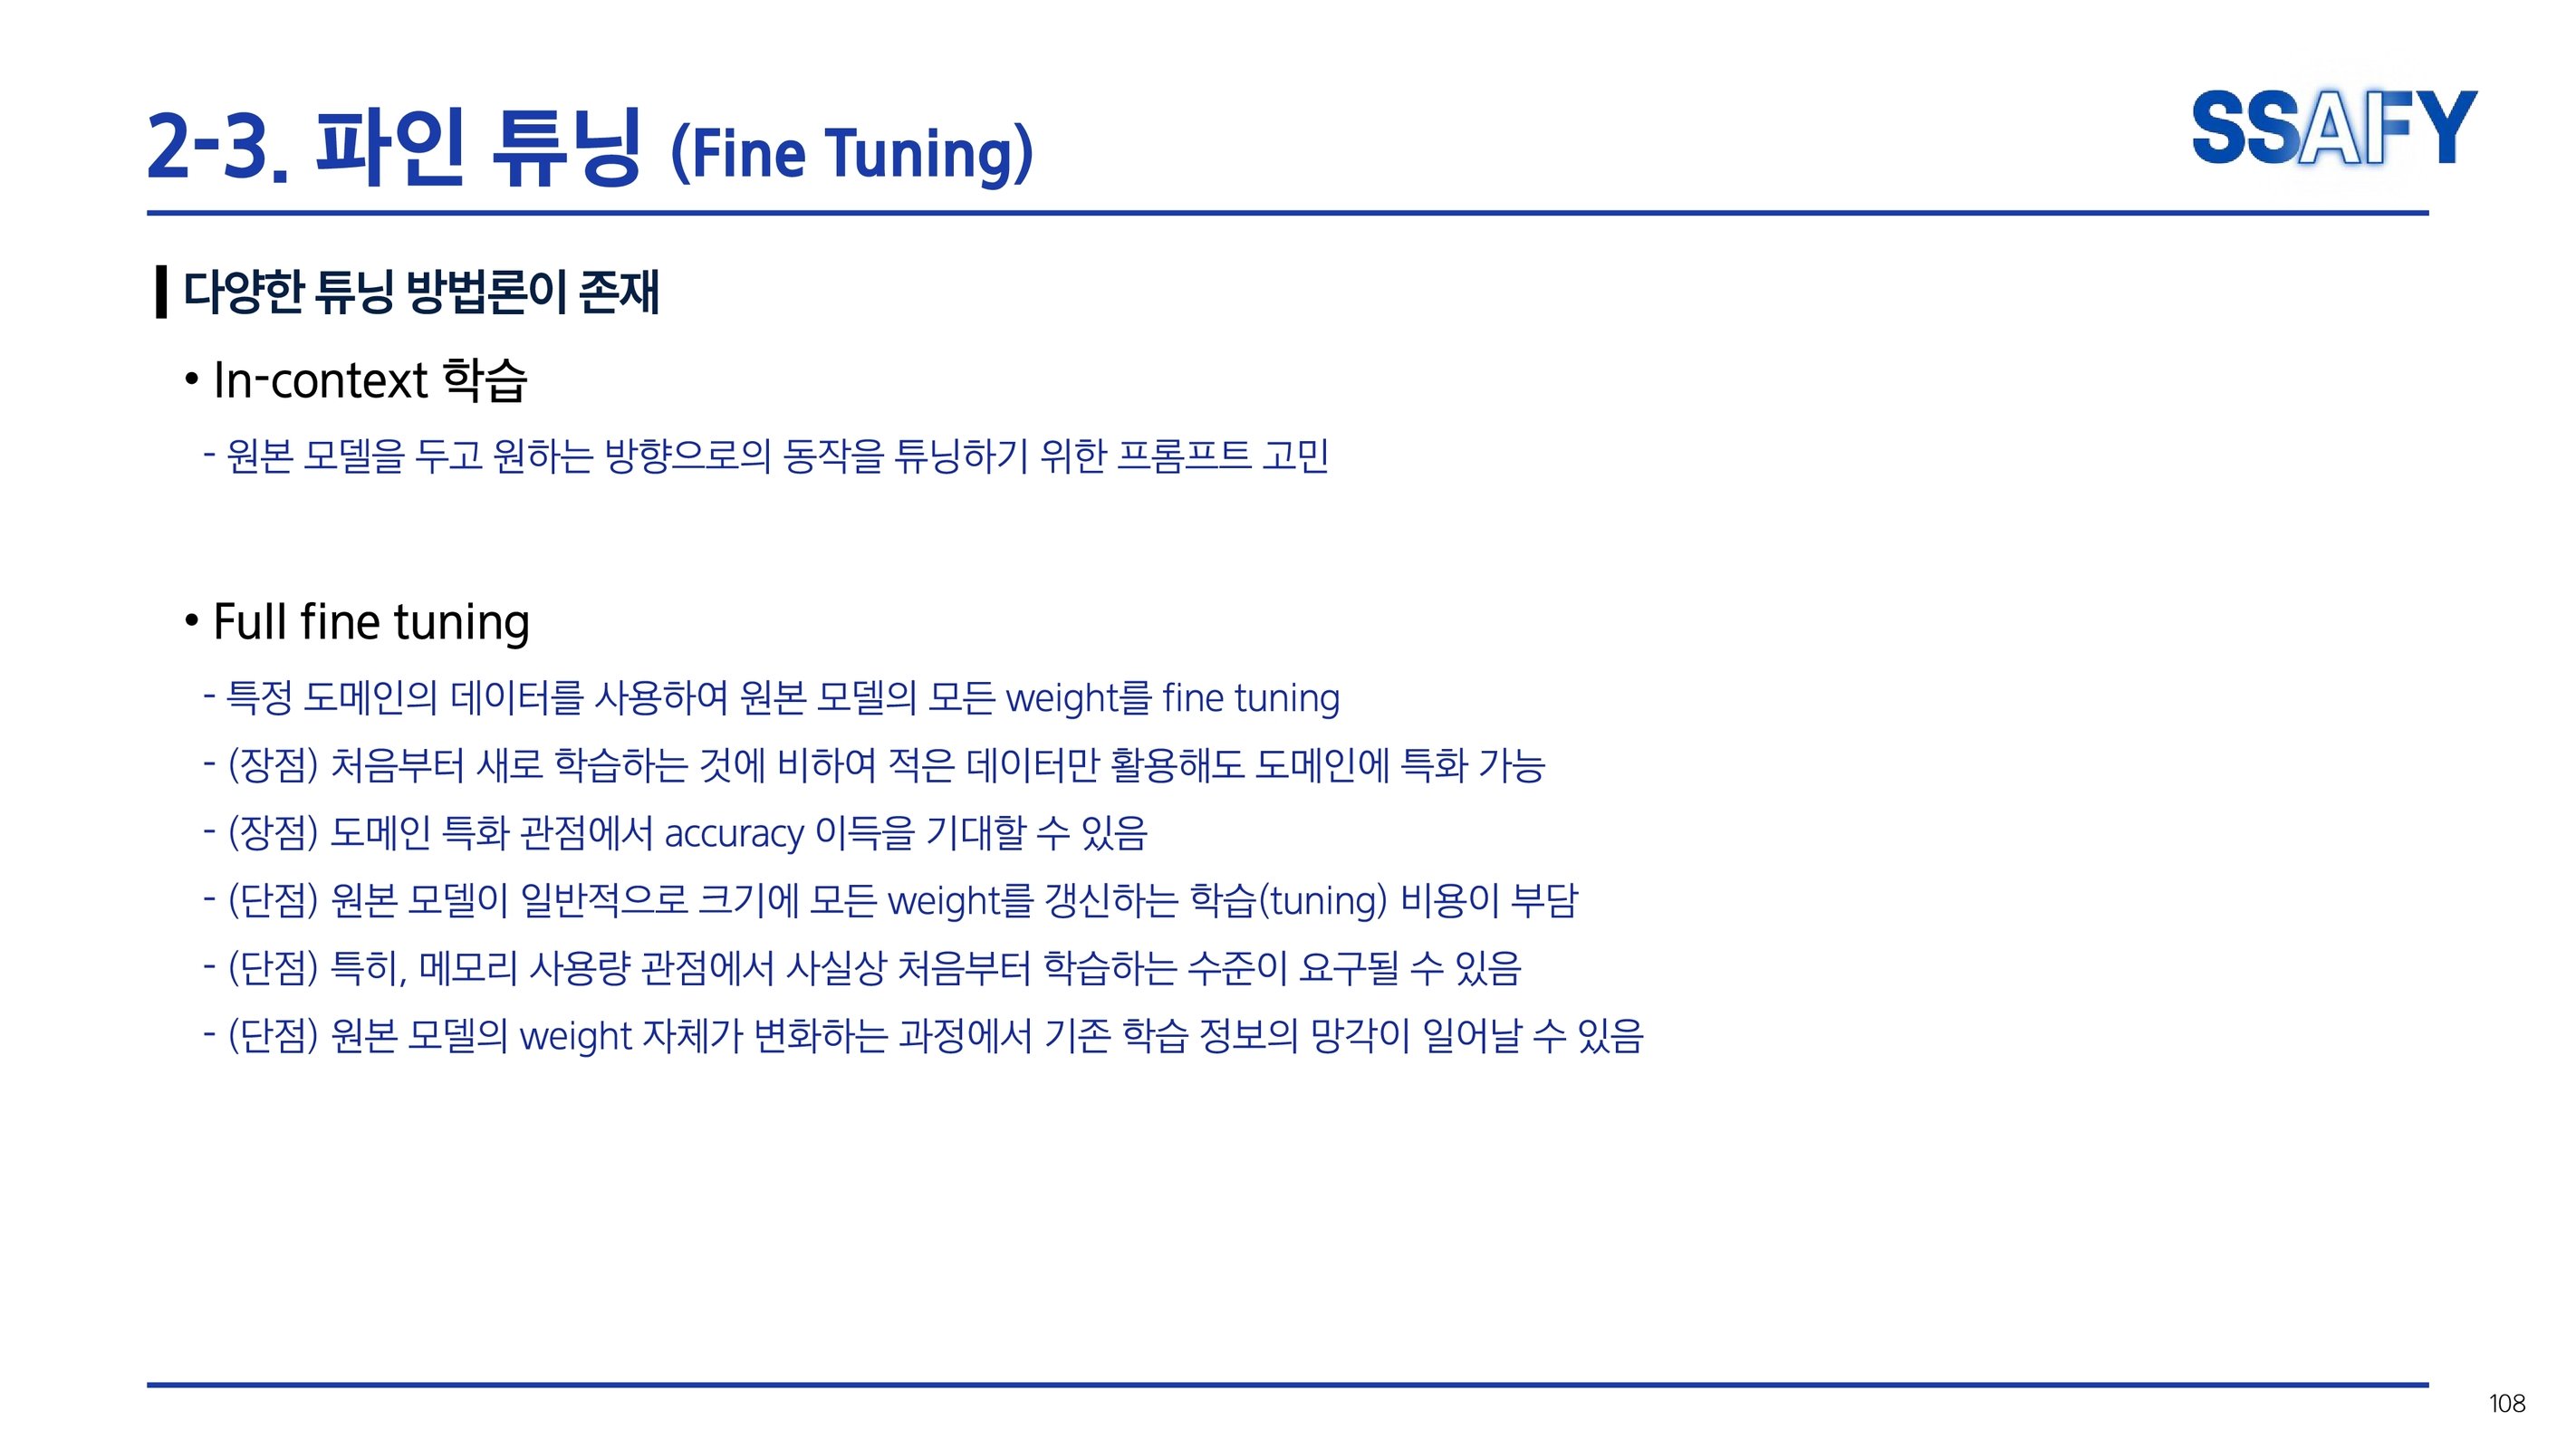 2-3. 파인 튜닝 (Fine Tuning)
SSAFY
다양한 튜닝 방법론이 존재
• In-context 학습
- 원본 모델을 두고 원하는 방향으로의 동작을 튜닝하기 위한 프롬프트 고민
• Full fine tuning
- 특정 도메인의 데이터를 사용하여 원본 모델의 모든 weight를 fine tuning
- (장점) 처음부터 새로 학습하는 것에 비하여 적은 데이터만 활용해도 도메인에 특화 가능
- (장점) 도메인 특화 관점에서 accuracy 이득을 기대할 수 있음
- (단점) 원본 모델이 일반적으로 크기에 모든 weight를 갱신하는 학습(tuning) 비용이 부담
- (단점) 특히, 메모리 사용량 관점에서 사실상 처음부터 학습하는 수준이 요구될 수 있음
- (단점) 원본 모델의 weight 자체가 변화하는 과정에서 기존 학습 정보의 망각이 일어날 수 있음
108